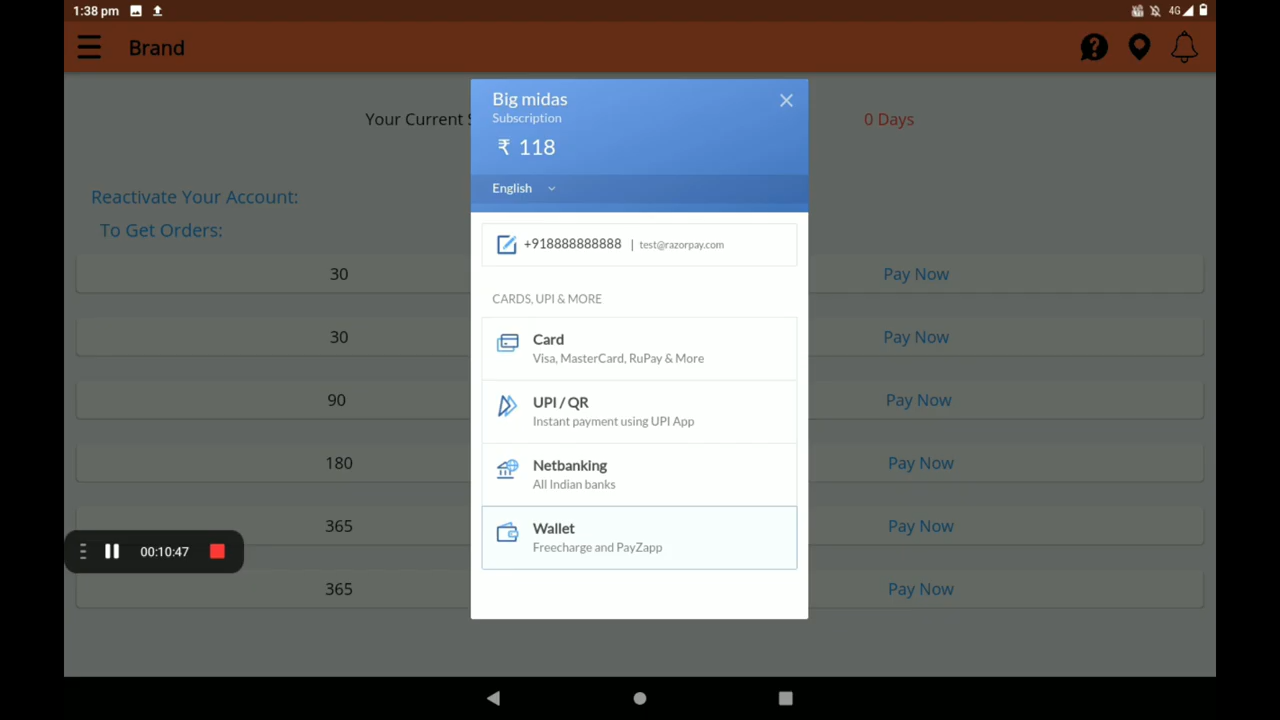 1:38 pm
4G
Brand
Big midas
Subscription
₹ 118
English
Your Current
0 Days
Reactivate Your Account:
To Get Orders:
+918888888888 | test@razorpay.com
CARDS, UPI & MORE
Card
Visa, MasterCard, RuPay & More
UPI / QR
Instant payment using UPI App
Netbanking
All Indian banks
Wallet
Freecharge and PayZapp
30 Pay Now
30 Pay Now
90 Pay Now
180 Pay Now
365 Pay Now
365 Pay Now
00:10:47